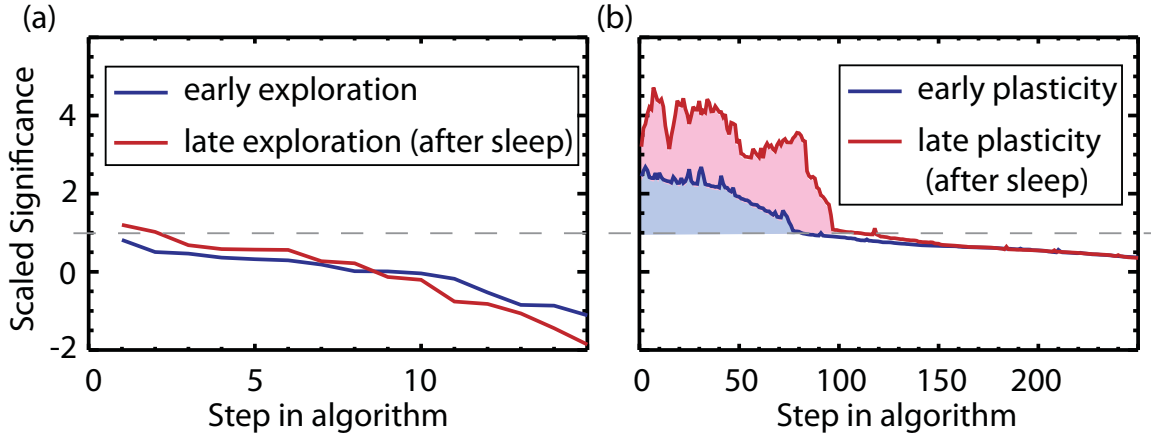 (a)
(b)
Scaled Significance
4
2
0
-2
early exploration
late exploration (after sleep)
0
5
10
Step in algorithm
early plasticity
late plasticity
(after sleep)
0
50
100
150
200
Step in algorithm